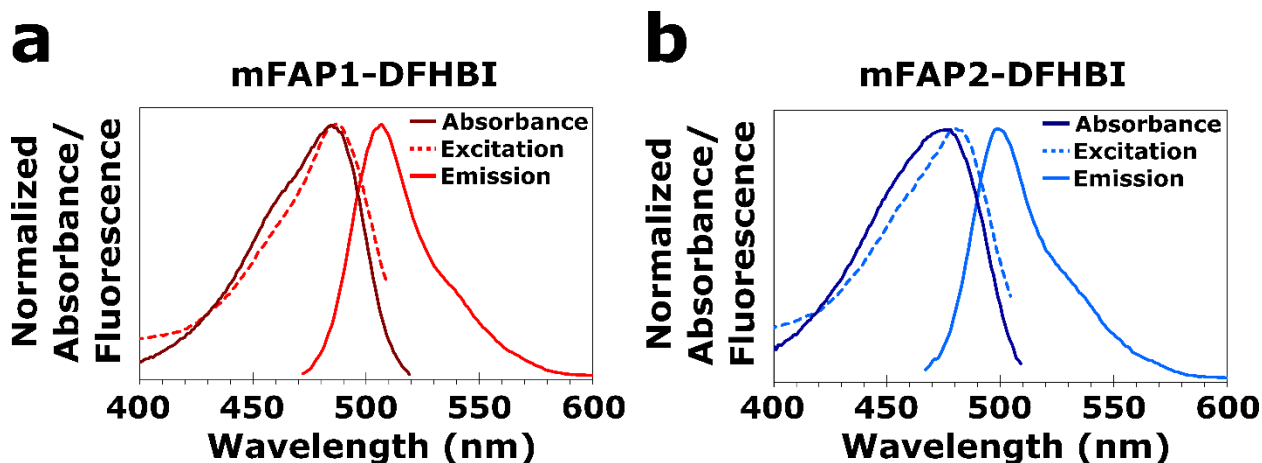 a
mFAP1-DFHBI
Normalized
Absorbance/
Fluorescence
Absorbance
Excitation
Emission
400 450 500 550 600
Wavelength (nm)
b
mFAP2-DFHBI
Normalized
Absorbance/
Fluorescence
Absorbance
Excitation
Emission
400 450 500 550 600
Wavelength (nm)